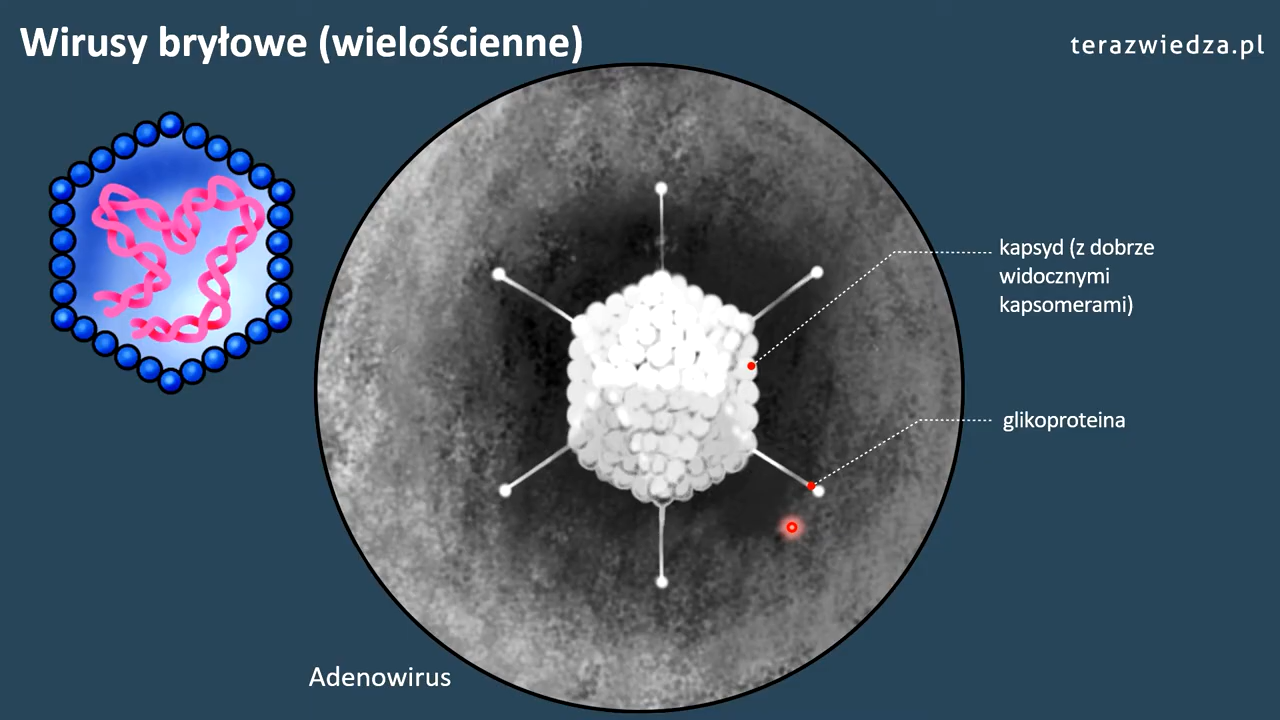 Wirusy bryłowe (wielościenne)
terazwiedza.pl
kapsyd (z dobrze
widocznymi
kapsomerami)
glikoproteina
Adenowirus